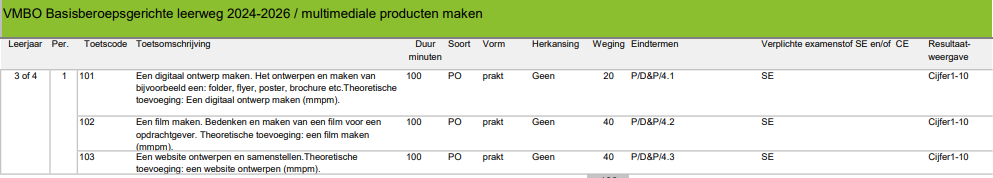 VMBO Basisberoepsgerichte leerweg 2024-2026 / multimediale producten maken
Leerjaar Per. Toetscode Toetsomschrijving Duur minuten Soort Vorm Herkansing Weging Eindtermen Verplichte examenstof SE en/of CE Resultaat-weergave
3 of 4 1 101 Een digitaal ontwerp maken. Het ontwerpen en maken van 100 PO prakt Geen 20 P/D&P/4.1 SE Cijfer1-10
bijvoorbeeld een: folder, flyer, poster, brochure etc.Theoretische
toevoeging: Een digitaal ontwerp maken (mmpm).
102 Een film maken. Bedenken en maken van een film voor een 100 PO prakt Geen 40 P/D&P/4.2 SE Cijfer1-10
opdrachtgever. Theoretische toevoeging: een film maken
(mmpm).
103 Een website ontwerpen en samenstellen.Theoretische 100 PO prakt Geen 40 P/D&P/4.3 SE Cijfer1-10
toevoeging: een website ontwerpen (mmpm).